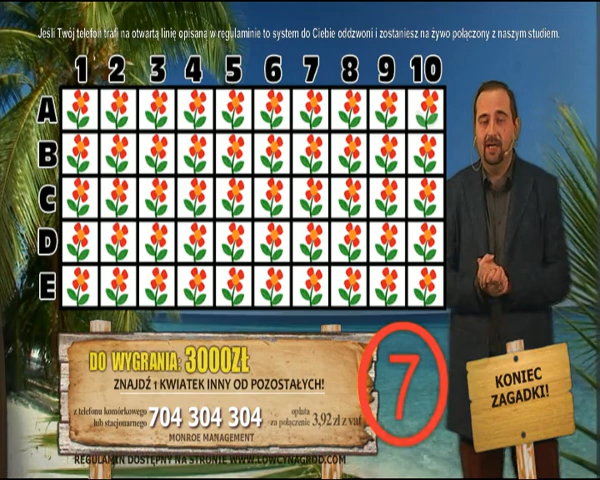 Jeśli Twój telefon trafi na otwartą linię opisana w regulaminie to system do Ciebie oddzwoni i zostaniesz na żywo połączony z naszym studiem.
1 2 3 4 5 6 7 8 9 10
A
B
C
D
E
DO WYGRANIA: 3000ZŁ
ZNAJDŹ 1 KWIATEK INNY OD POZOSTAŁYCH!
z telefonu komórkowego
lub stacjonarnego
704 304 304
opłata
za połączenie
3,92 zł z vat
MONROE MANAGEMENT
REGULAMIN DOSTĘPNY NA STRONIE WWW.LOWCYNAGROD.COM
7
KONIEC
ZAGADKI!